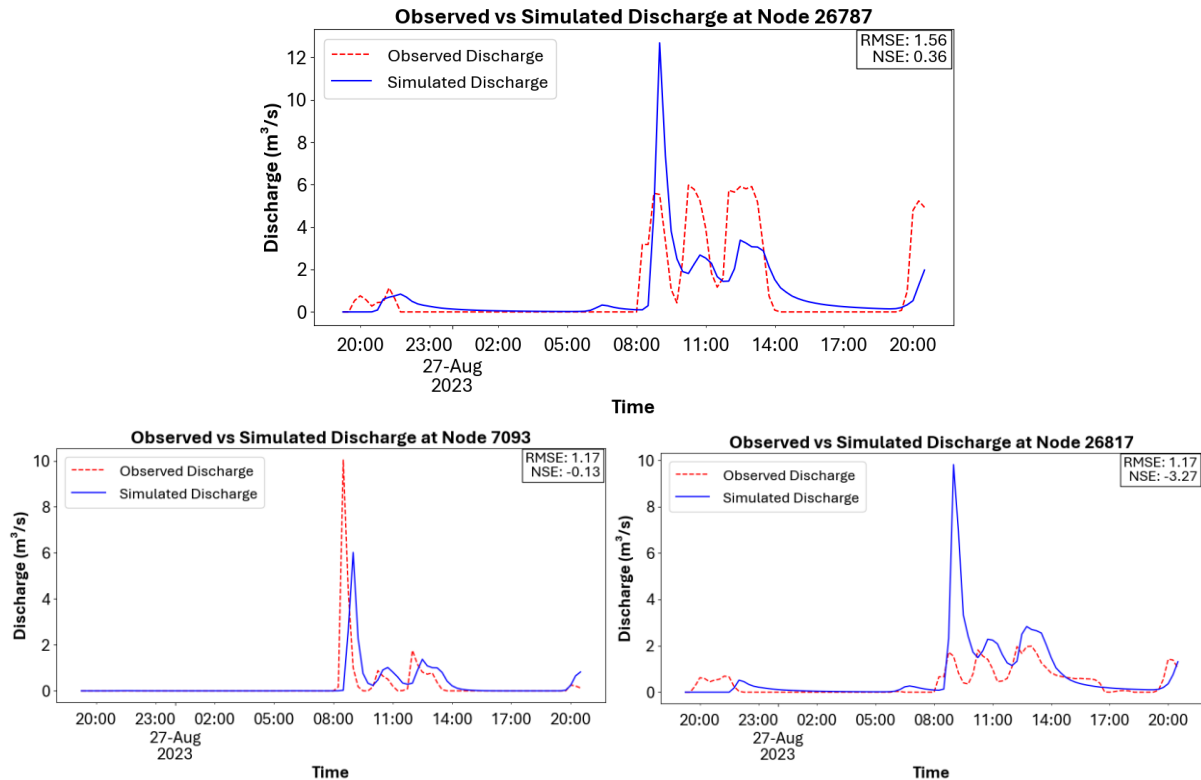 Observed vs Simulated Discharge at Node 26787
RMSE: 1.56
NSE: 0.36
Observed Discharge
Simulated Discharge
Discharge (m³/s)
12
10
8
6
4
2
0
20:00 23:00 02:00 05:00 08:00 11:00 14:00 17:00 20:00
27-Aug
2023
Time
Observed vs Simulated Discharge at Node 7093
RMSE: 1.17
NSE: -0.13
Observed Discharge
Simulated Discharge
Discharge (m³/s)
10
8
6
4
2
0
20:00 23:00 02:00 05:00 08:00 11:00 14:00 17:00 20:00
27-Aug
2023
Time
Observed vs Simulated Discharge at Node 26817
RMSE: 1.17
NSE: -3.27
Observed Discharge
Simulated Discharge
Discharge (m³/s)
10
8
6
4
2
0
20:00 23:00 02:00 05:00 08:00 11:00 14:00 17:00 20:00
27-Aug
2023
Time